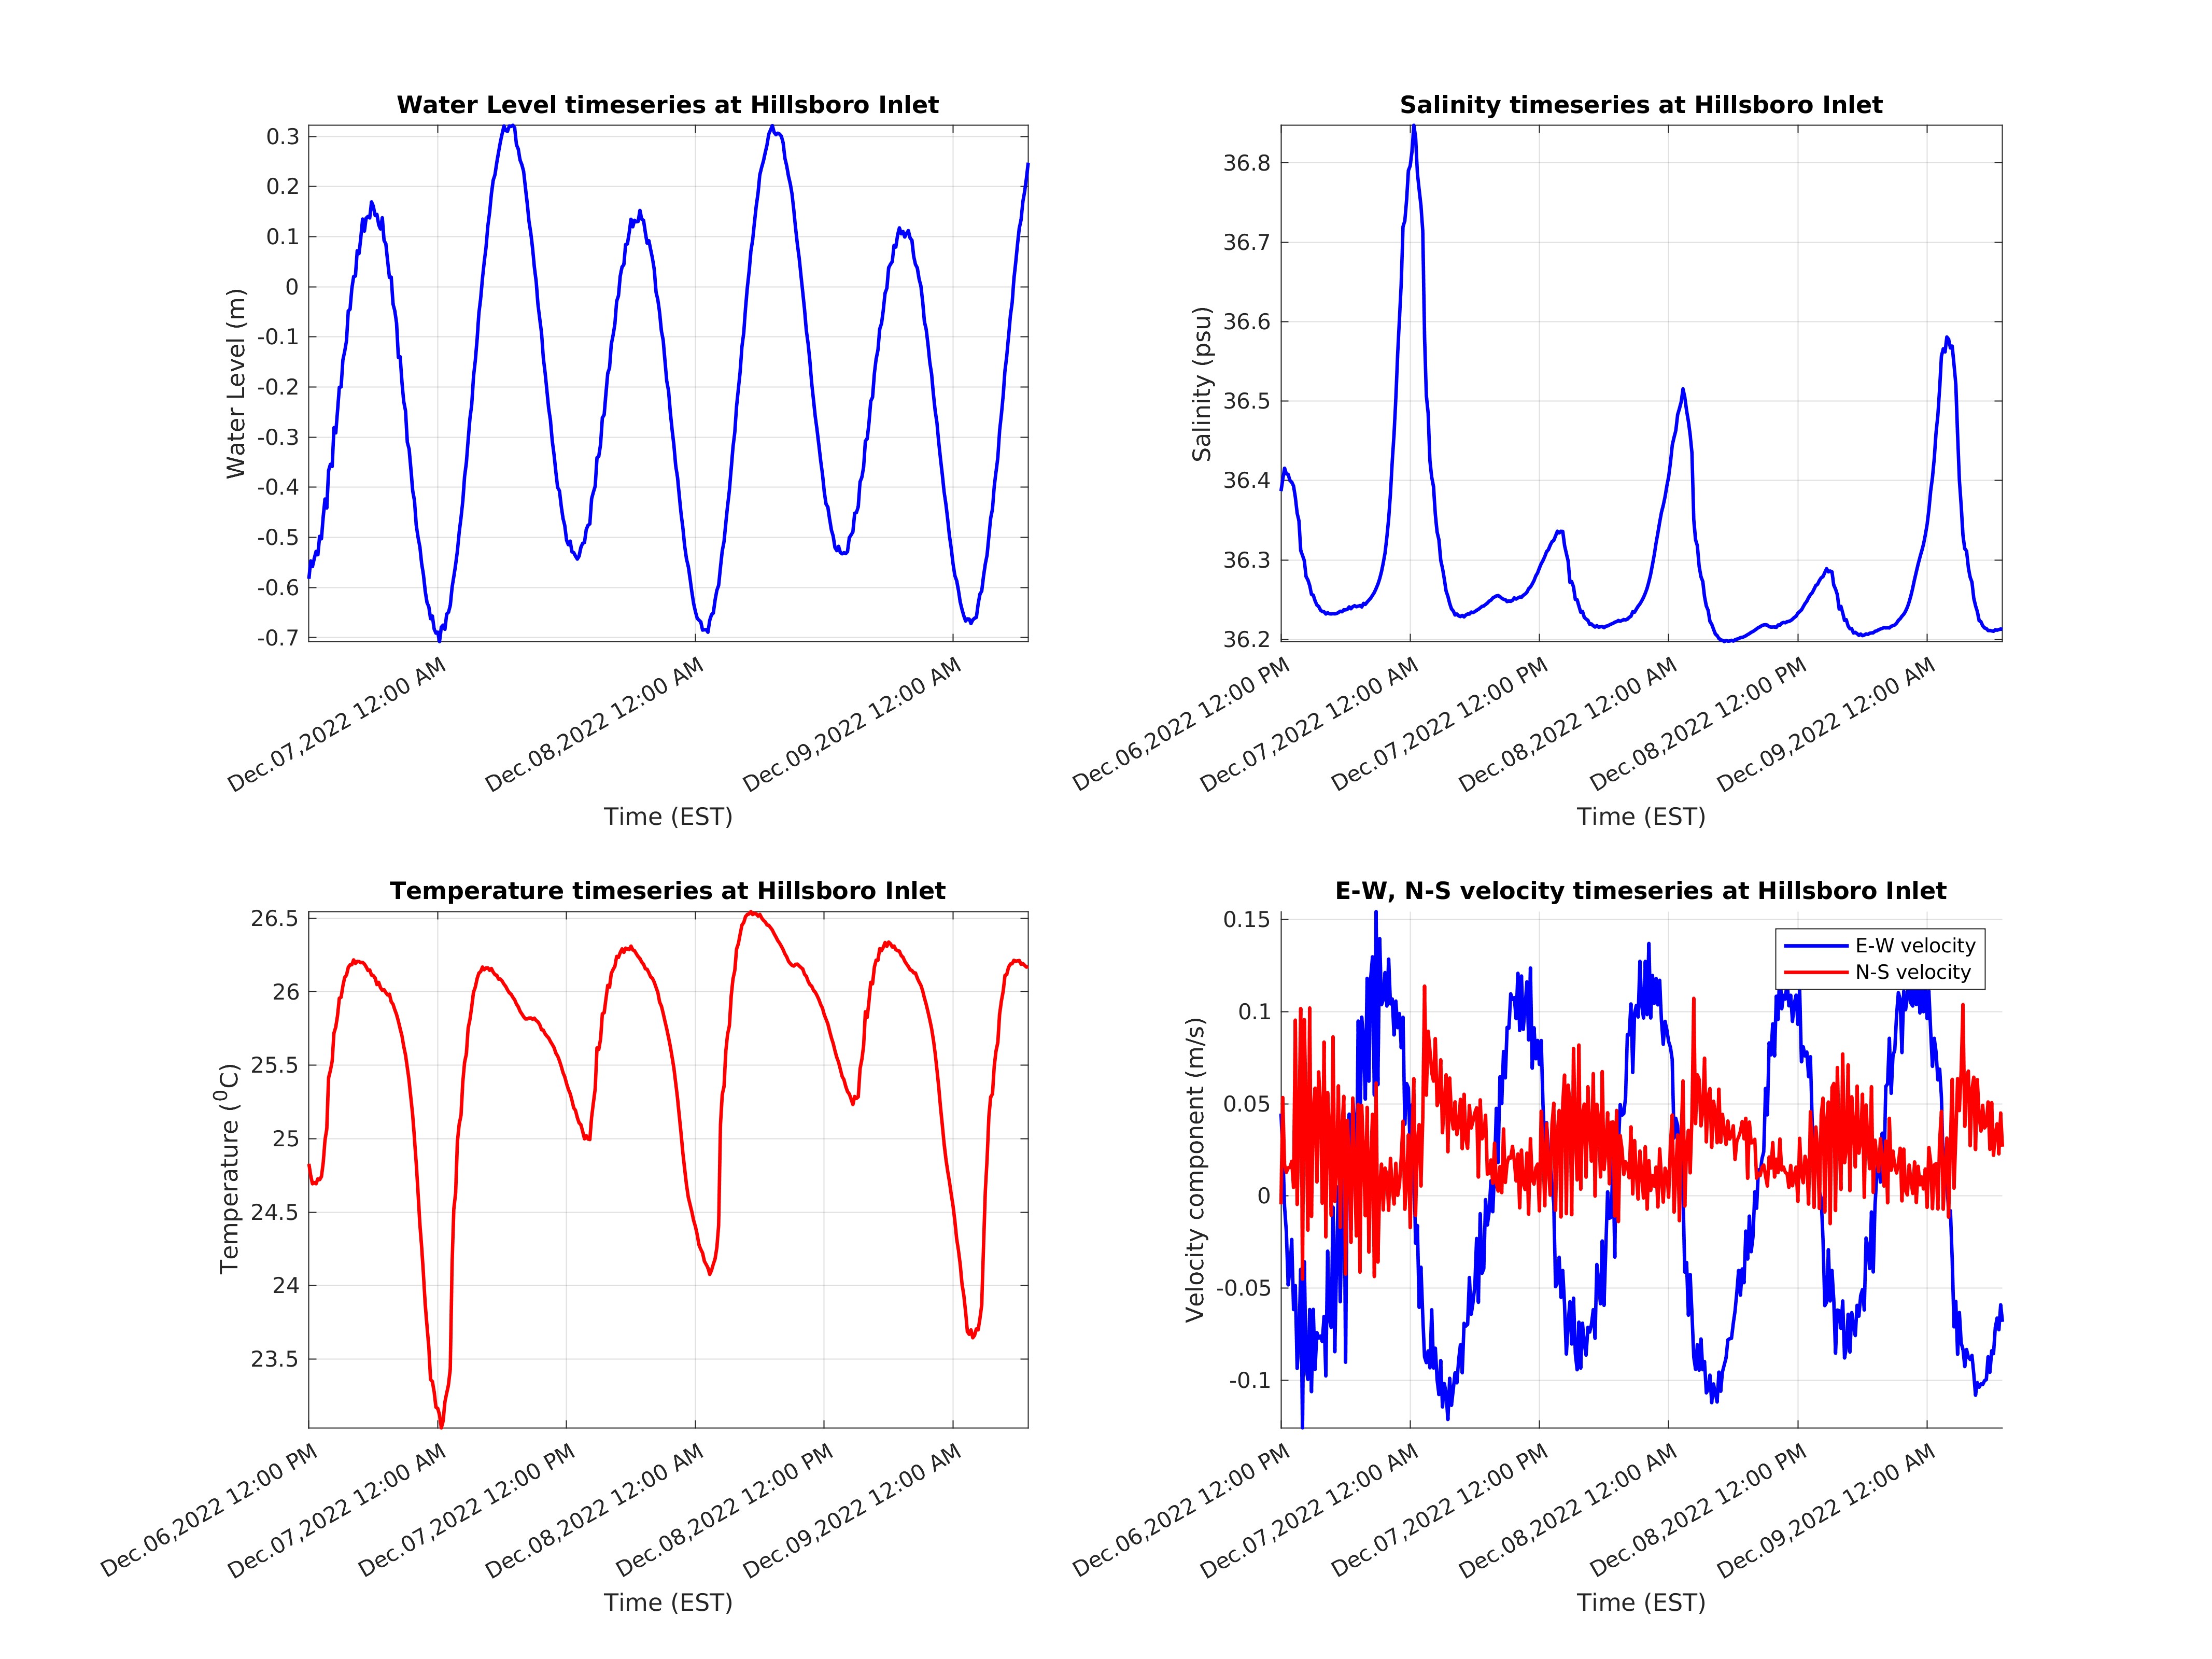 Water Level timeseries at Hillsboro Inlet
0.3
0.2
0.1
0
-0.1
-0.2
-0.3
-0.4
-0.5
-0.6
-0.7
Water Level (m)
Dec.07,2022 12:00 AM
Dec.08,2022 12:00 AM
Dec.09,2022 12:00 AM
Time (EST)
Salinity timeseries at Hillsboro Inlet
36.8
36.7
36.6
36.5
36.4
36.3
36.2
Salinity (psu)
Dec.06,2022 12:00 PM
Dec.07,2022 12:00 AM
Dec.07,2022 12:00 PM
Dec.08,2022 12:00 AM
Dec.08,2022 12:00 PM
Dec.09,2022 12:00 AM
Time (EST)
Temperature timeseries at Hillsboro Inlet
26.5
26
25.5
25
24.5
24
23.5
Temperature (⁰C)
Dec.06,2022 12:00 PM
Dec.07,2022 12:00 AM
Dec.07,2022 12:00 PM
Dec.08,2022 12:00 AM
Dec.08,2022 12:00 PM
Dec.09,2022 12:00 AM
Time (EST)
E-W, N-S velocity timeseries at Hillsboro Inlet
0.15
0.1
0.05
0
-0.05
-0.1
Velocity component (m/s)
E-W velocity
N-S velocity
Dec.06,2022 12:00 PM
Dec.07,2022 12:00 AM
Dec.07,2022 12:00 PM
Dec.08,2022 12:00 AM
Dec.08,2022 12:00 PM
Dec.09,2022 12:00 AM
Time (EST)